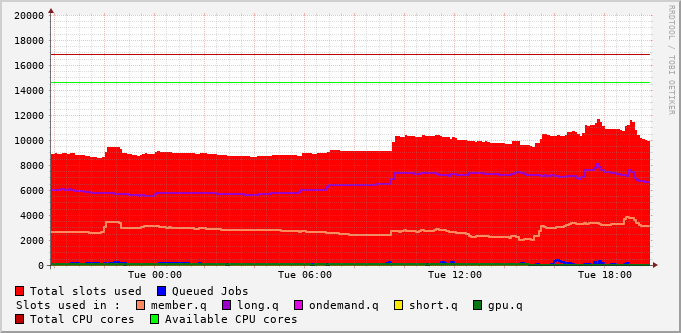 20000
18000
16000
14000
12000
10000
8000
6000
4000
2000
0
Tue 00:00 Tue 06:00 Tue 12:00 Tue 18:00
RRDTOOL / TOBI OETIKER
Total slots used Queued Jobs
Slots used in : member.q long.q ondemand.q short.q gpu.q
Total CPU cores Available CPU cores